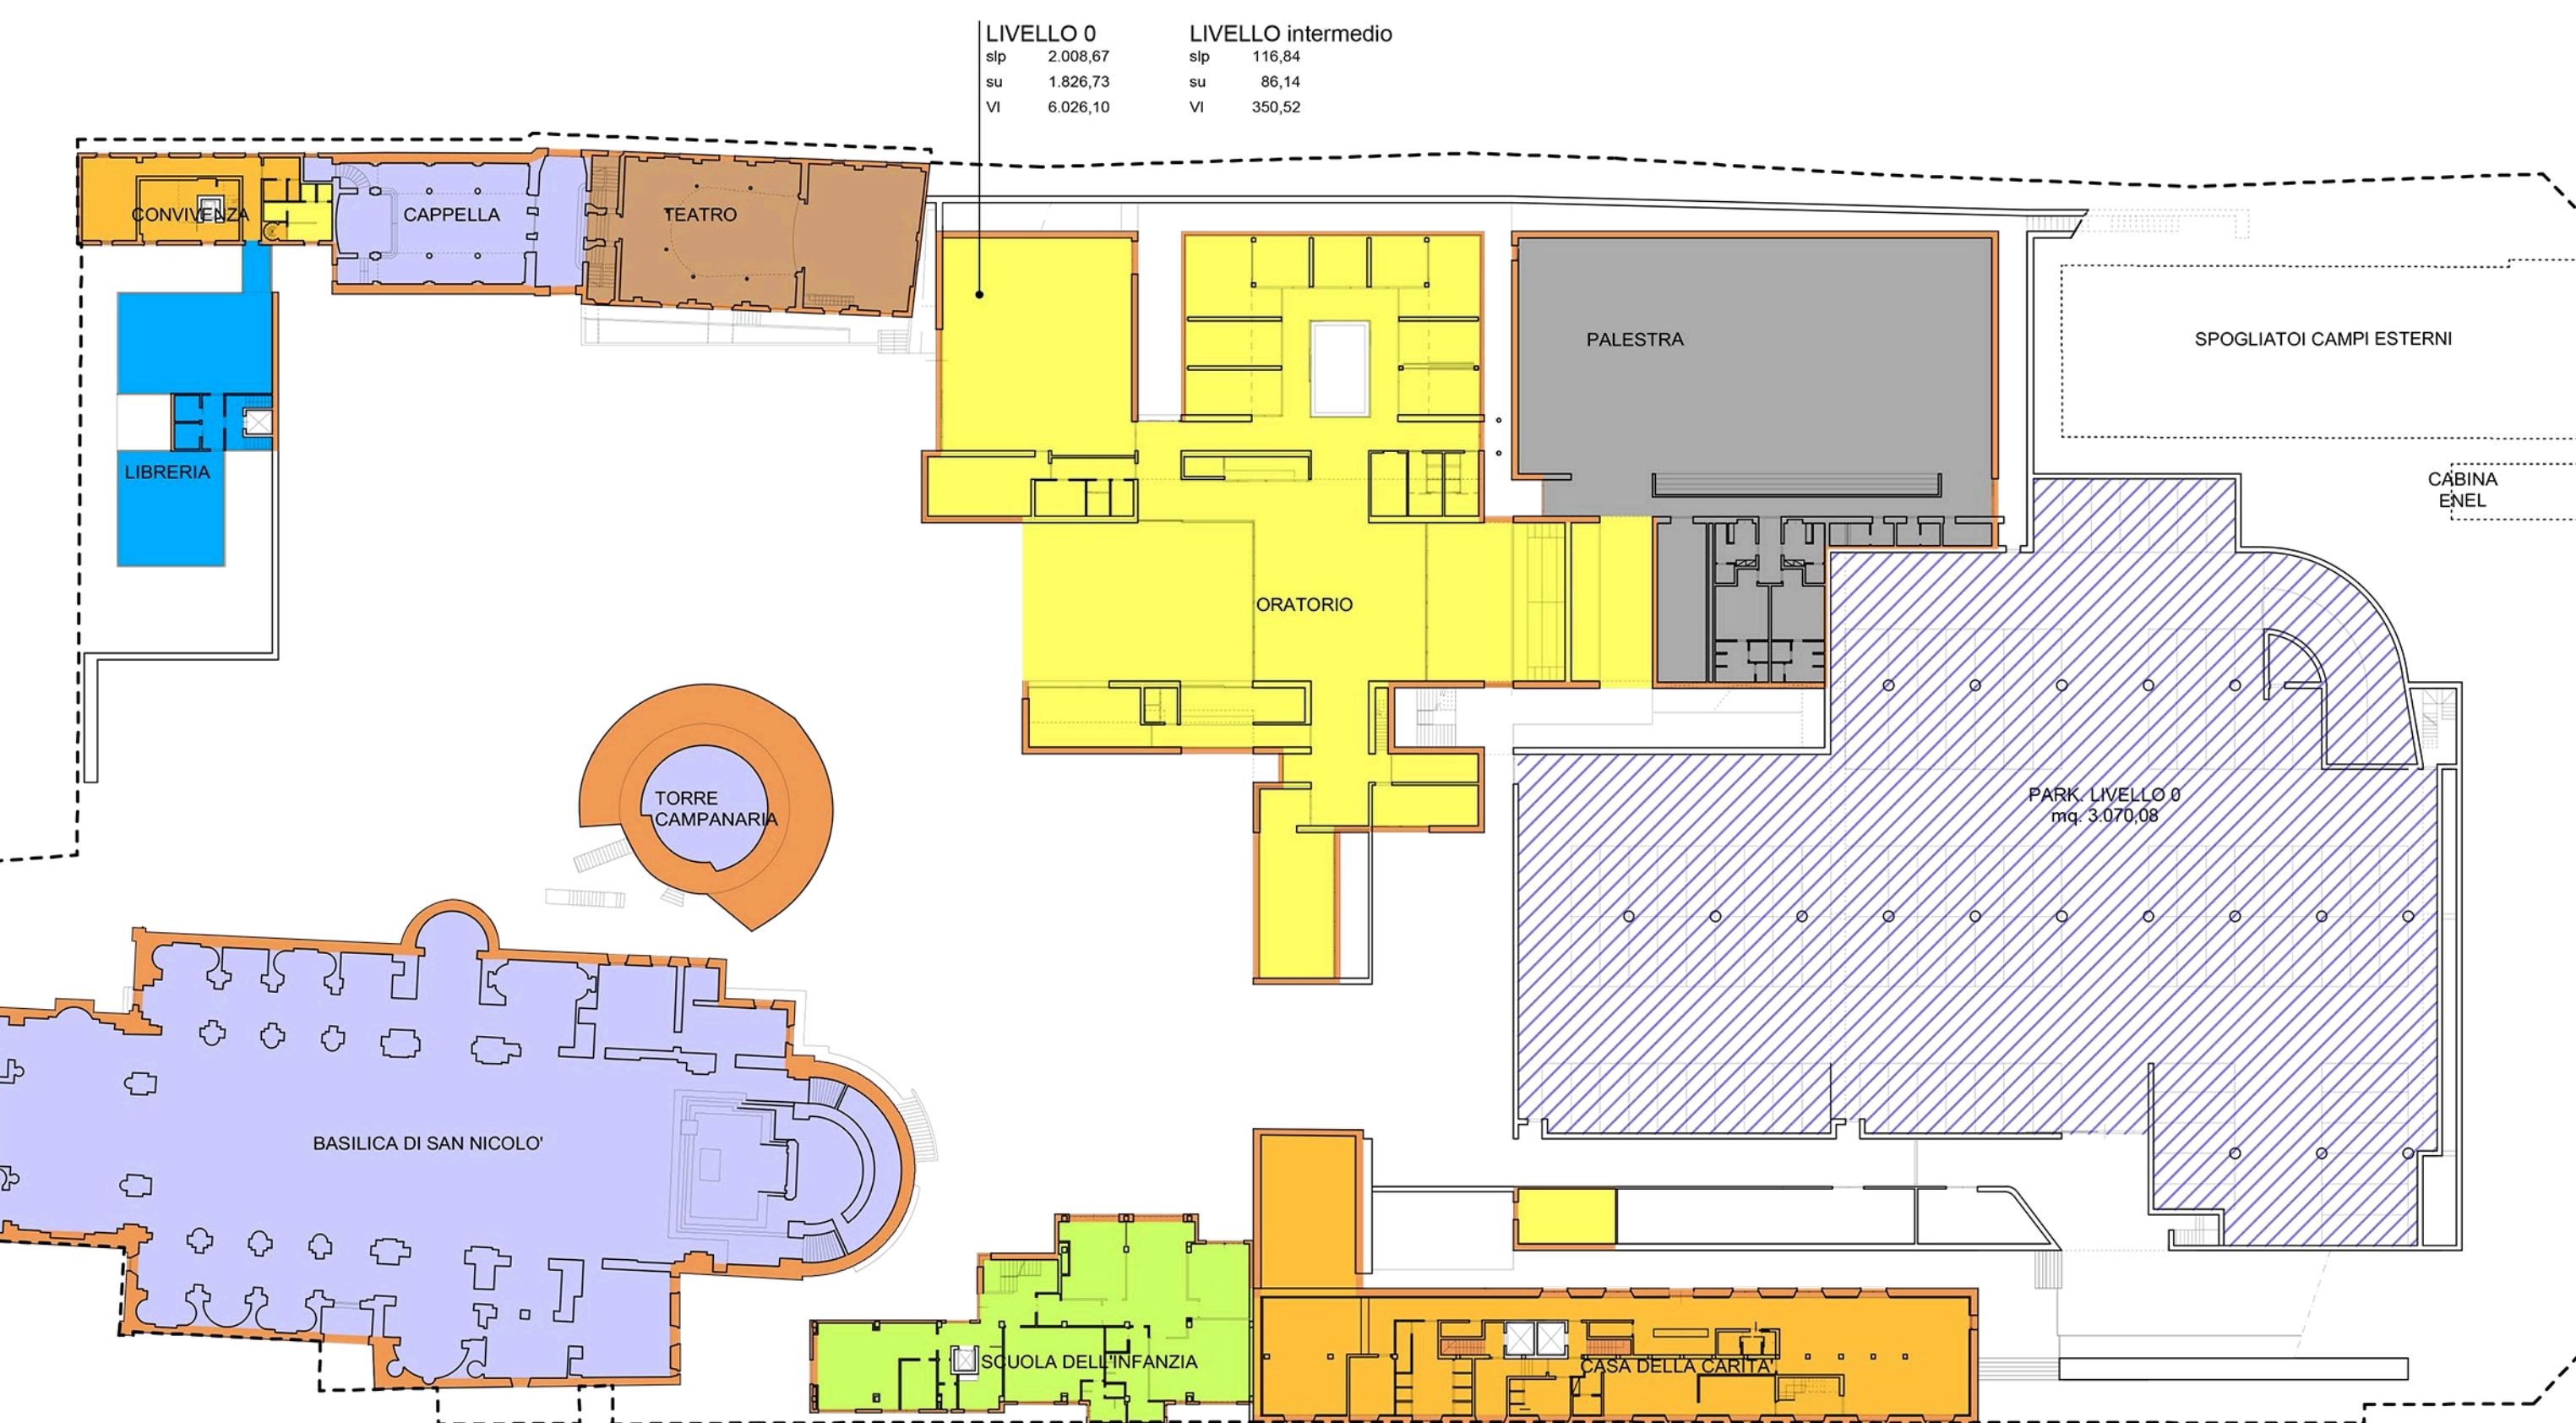 LIVELLO 0
slp 2.008,67
su 1.826,73
VI 6.026,10
LIVELLO intermedio
slp 116,84
su 86,14
VI 350,52
CONVIVENZA
CAPPELLA
TEATRO
PALESTRA
SPOGLIATOI CAMPI ESTERNI
LIBRERIA
CABINA
ENEL
ORATORIO
TORRE
CAMPANARIA
PARK. LIVELLO 0
mq. 3.070,08
BASILICA DI SAN NICOLO'
SCUOLA DELL'INFANZIA
CASA DELLA CARITA'